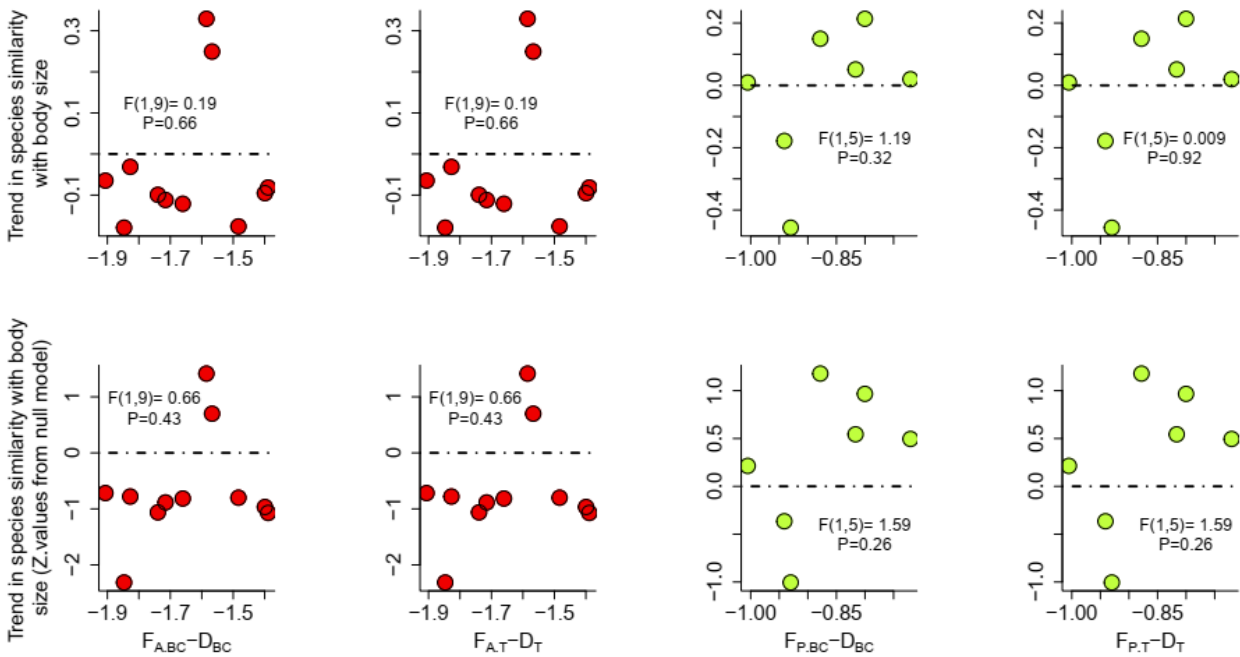 Trend in species similarity
with body size
0.3
0.1
−0.1
F(1,9)= 0.19
P=0.66
−1.9 −1.7 −1.5
0.3
0.1
−0.1
F(1,9)= 0.19
P=0.66
−1.9 −1.7 −1.5
0.2
0.0
−0.2
−0.4
F(1,5)= 1.19
P=0.32
−1.00 −0.85
0.2
0.0
−0.2
−0.4
F(1,5)= 0.009
P=0.92
−1.00 −0.85
Trend in species similarity with body
size (Z.values from null model)
1
0
−1
−2
F(1,9)= 0.66
P=0.43
−1.9 −1.7 −1.5
F_A.BC−D_BC
1
0
−1
−2
F(1,9)= 0.66
P=0.43
−1.9 −1.7 −1.5
F_A.T−D_T
1.0
0.5
0.0
−1.0
F(1,5)= 1.59
P=0.26
−1.00 −0.85
F_P.BC−D_BC
1.0
0.5
0.0
−1.0
F(1,5)= 1.59
P=0.26
−1.00 −0.85
F_P.T−D_T